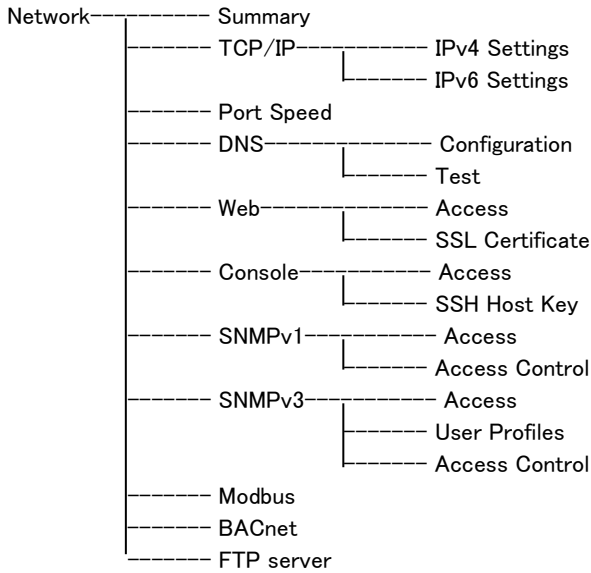 Network Summary
TCP/IP IPv4 Settings
IPv6 Settings
Port Speed
DNS Configuration
Test
Web Access
SSL Certificate
Console Access
SSH Host Key
SNMPv1 Access
Access Control
SNMPv3 Access
User Profiles
Access Control
Modbus
BACnet
FTP server